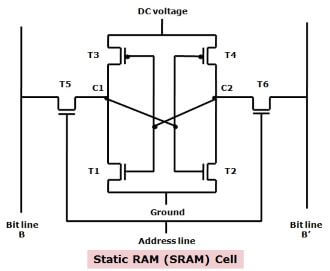 DC voltage
T3
T4
T5
C1
C2
T6
T1
T2
Ground
Bit line
B
Bit line
B’
Address line
Static RAM (SRAM) Cell